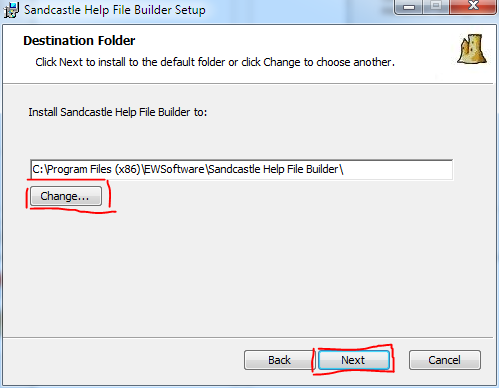 Sandcastle Help File Builder Setup
Destination Folder
Click Next to install to the default folder or click Change to choose another.
Install Sandcastle Help File Builder to:
C:\Program Files (x86)\EWSoftware\Sandcastle Help File Builder\
Change...
Back Next Cancel